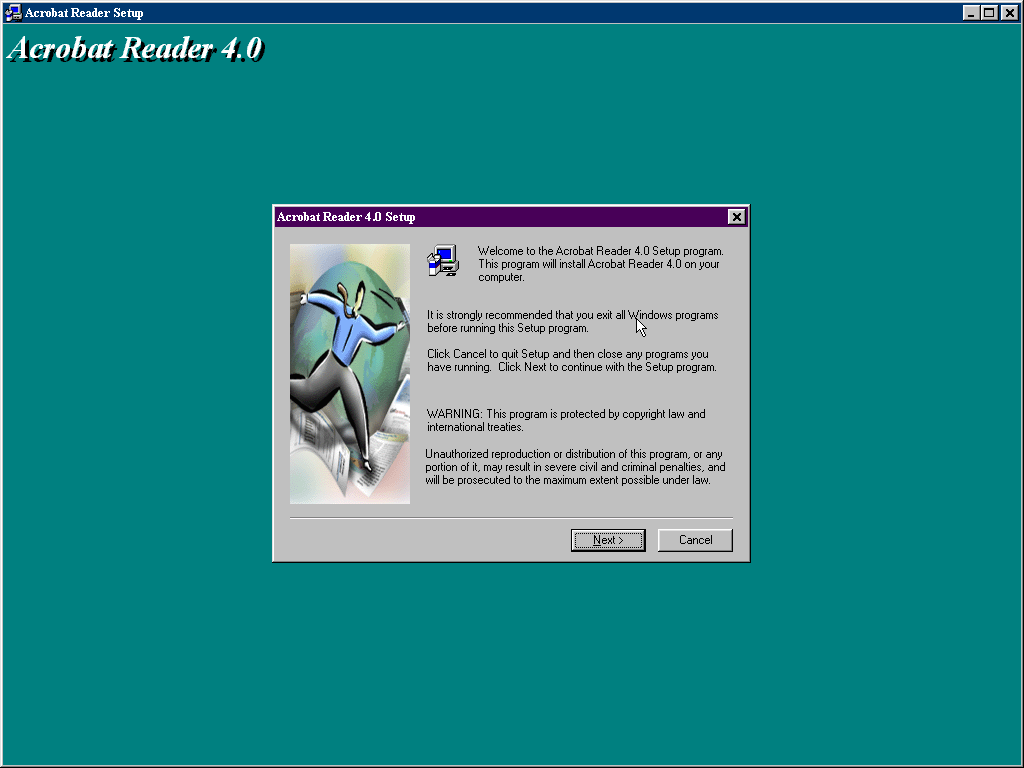 Acrobat Reader Setup
Acrobat Reader 4.0
Acrobat Reader 4.0 Setup
Welcome to the Acrobat Reader 4.0 Setup program.
This program will install Acrobat Reader 4.0 on your
computer.
It is strongly recommended that you exit all Windows programs
before running this Setup program.
Click Cancel to quit Setup and then close any programs you
have running.  Click Next to continue with the Setup program.
WARNING: This program is protected by copyright law and
international treaties.
Unauthorized reproduction or distribution of this program, or any
portion of it, may result in severe civil and criminal penalties, and
will be prosecuted to the maximum extent possible under law.
Next >
Cancel